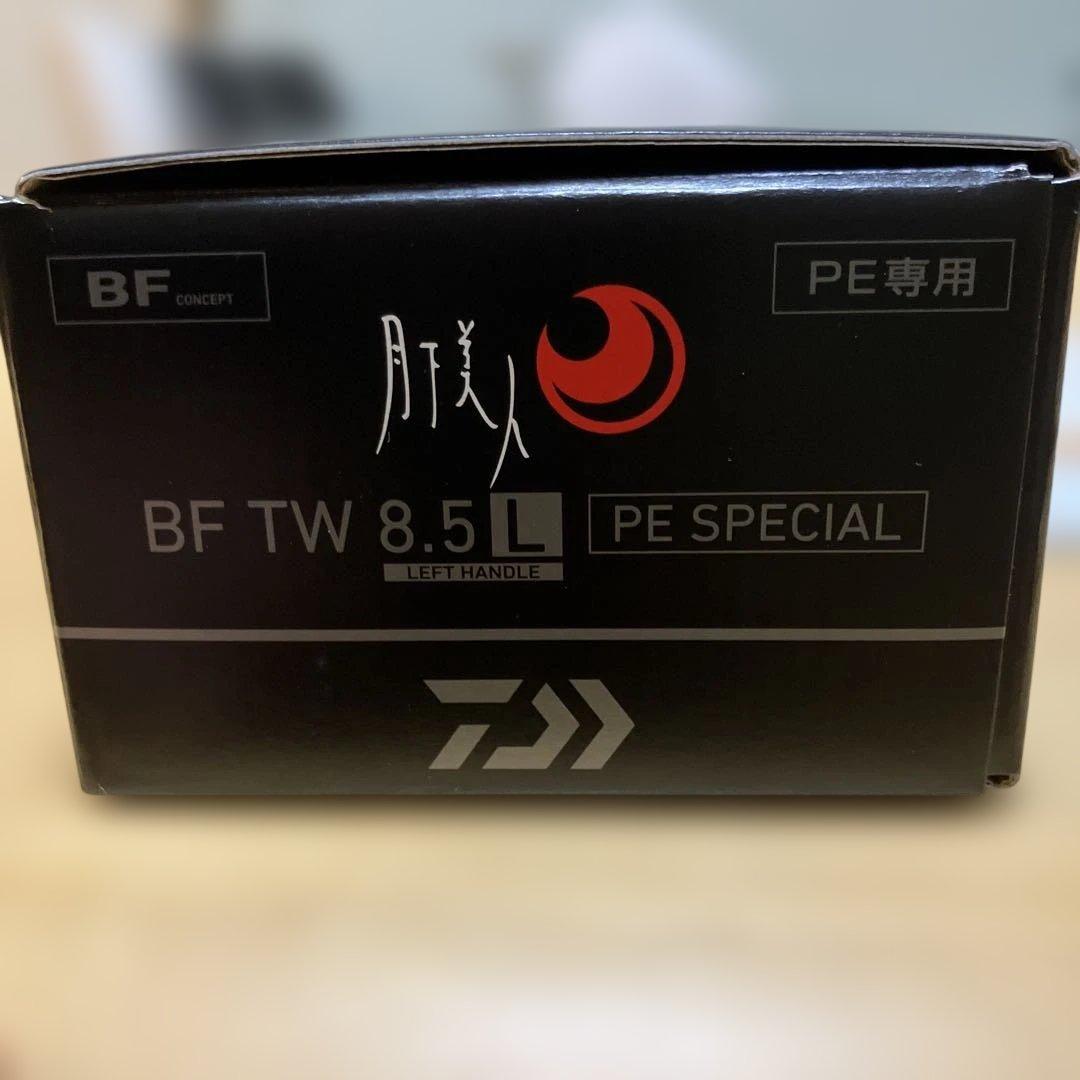 BF CONCEPT
PE専用
月下美人
BF TW 8.5 L PE SPECIAL
LEFT HANDLE